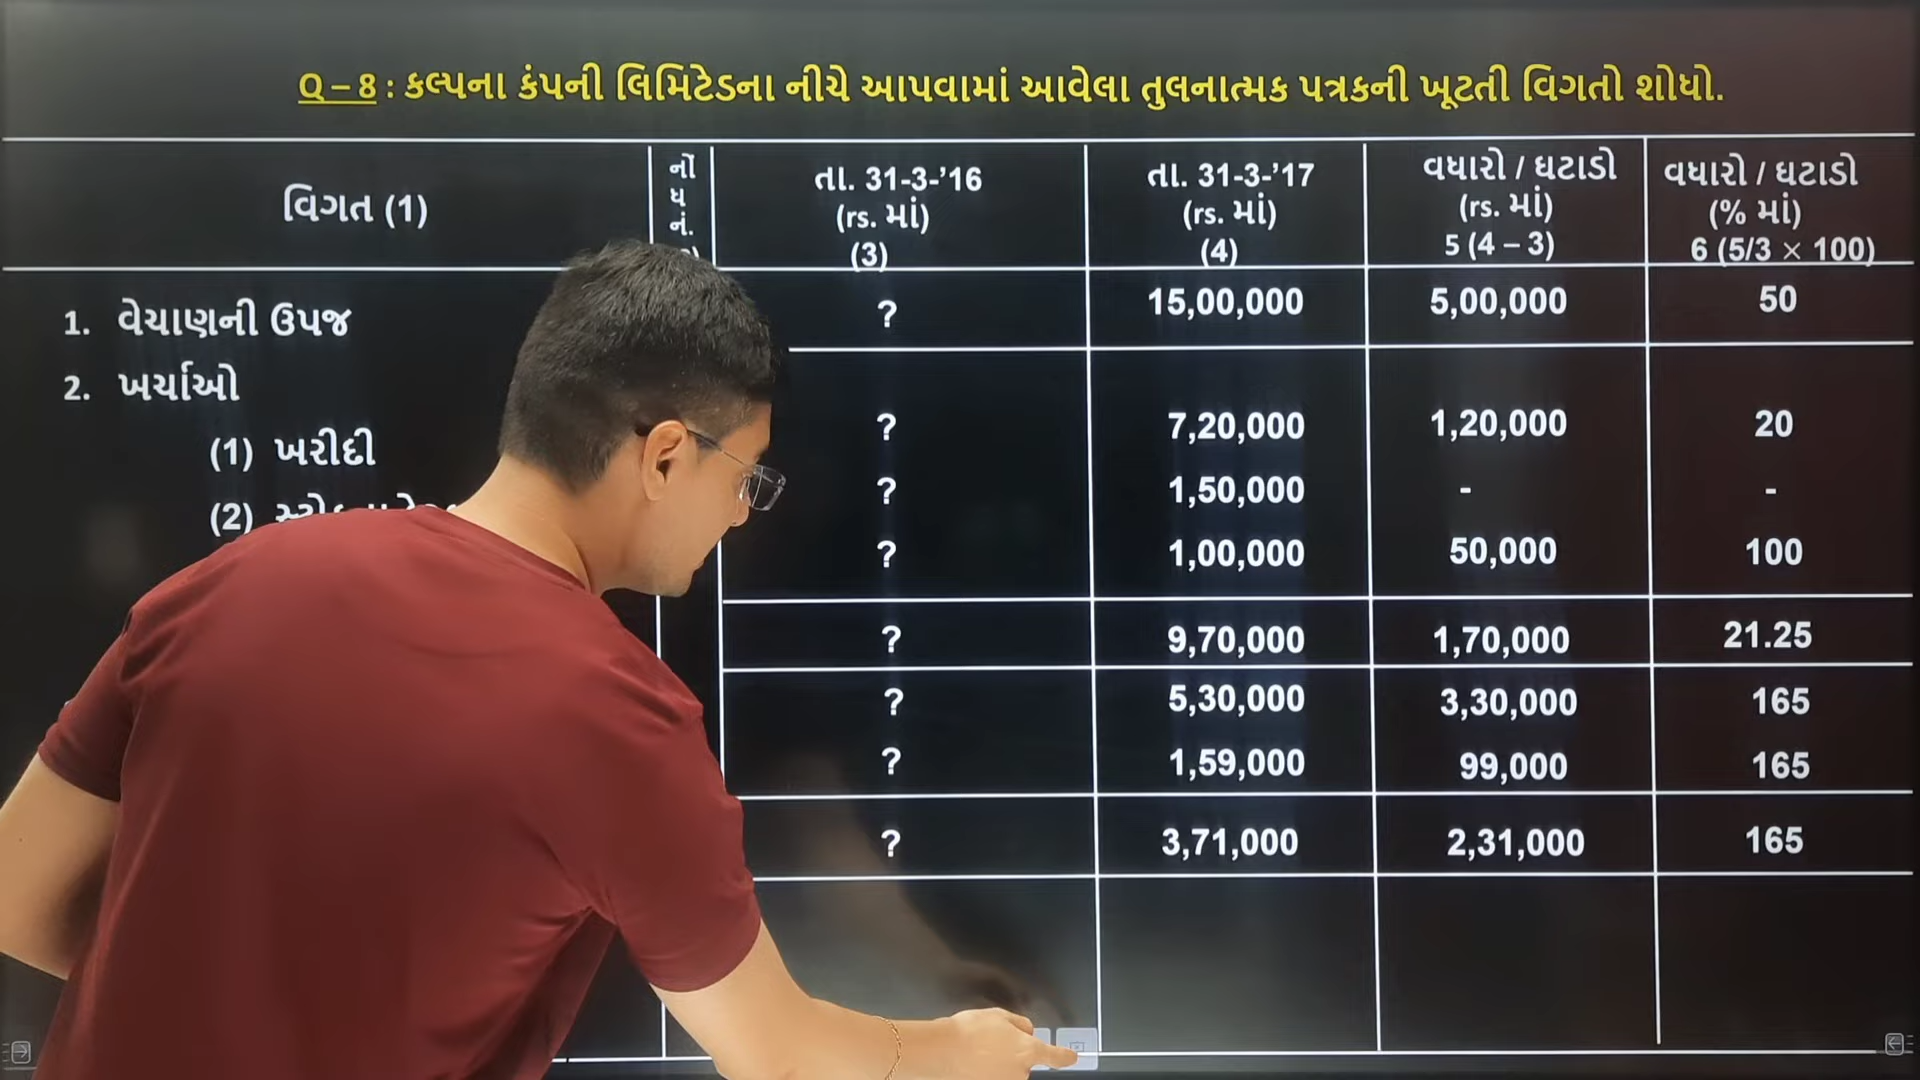 Q – 8 : કલ્પના કંપની લિમિટેડના નીચે આપવામાં આવેલા તુલનાત્મક પત્રકની ખૂટતી વિગતો શોધો.
વિગત (1)
નોં
ધ
નં.
તા. 31-3-'16
(rs. માં)
(3)
તા. 31-3-'17
(rs. માં)
(4)
વધારો / ઘટાડો
(rs. માં)
5 (4 – 3)
વધારો / ઘટાડો
(% માં)
6 (5/3 × 100)
1. વેચાણની ઉપજ ? 15,00,000 5,00,000 50
2. ખર્ચાઓ
(1) ખરીદી ? 7,20,000 1,20,000 20
(2) ? 1,50,000 - -
? 1,00,000 50,000 100
? 9,70,000 1,70,000 21.25
? 5,30,000 3,30,000 165
? 1,59,000 99,000 165
? 3,71,000 2,31,000 165